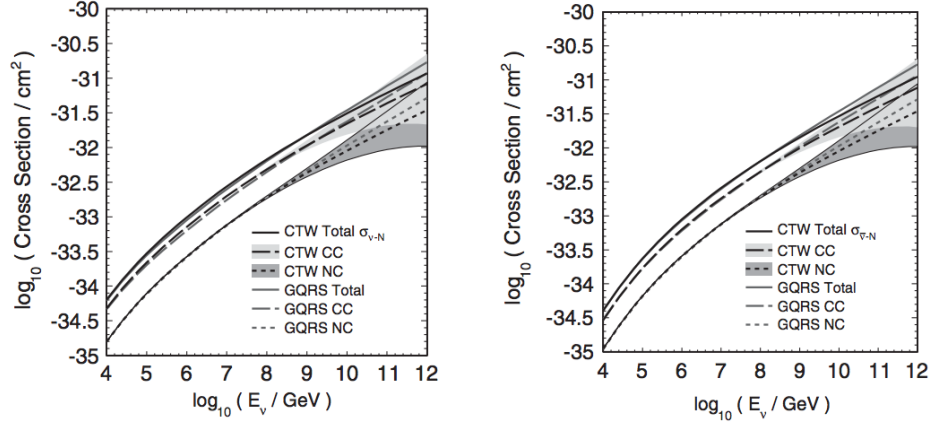 -30
-30.5
-31
-31.5
-32
-32.5
-33
-33.5
-34
-34.5
-35
log10 ( Cross Section / cm2 )
CTW Total σν-N
CTW CC
CTW NC
GQRS Total
GQRS CC
GQRS NC
4 5 6 7 8 9 10 11 12
log10 ( Eν / GeV )
-30
-30.5
-31
-31.5
-32
-32.5
-33
-33.5
-34
-34.5
-35
log10 ( Cross Section / cm2 )
CTW Total σν̄-N
CTW CC
CTW NC
GQRS Total
GQRS CC
GQRS NC
4 5 6 7 8 9 10 11 12
log10 ( Eν / GeV )